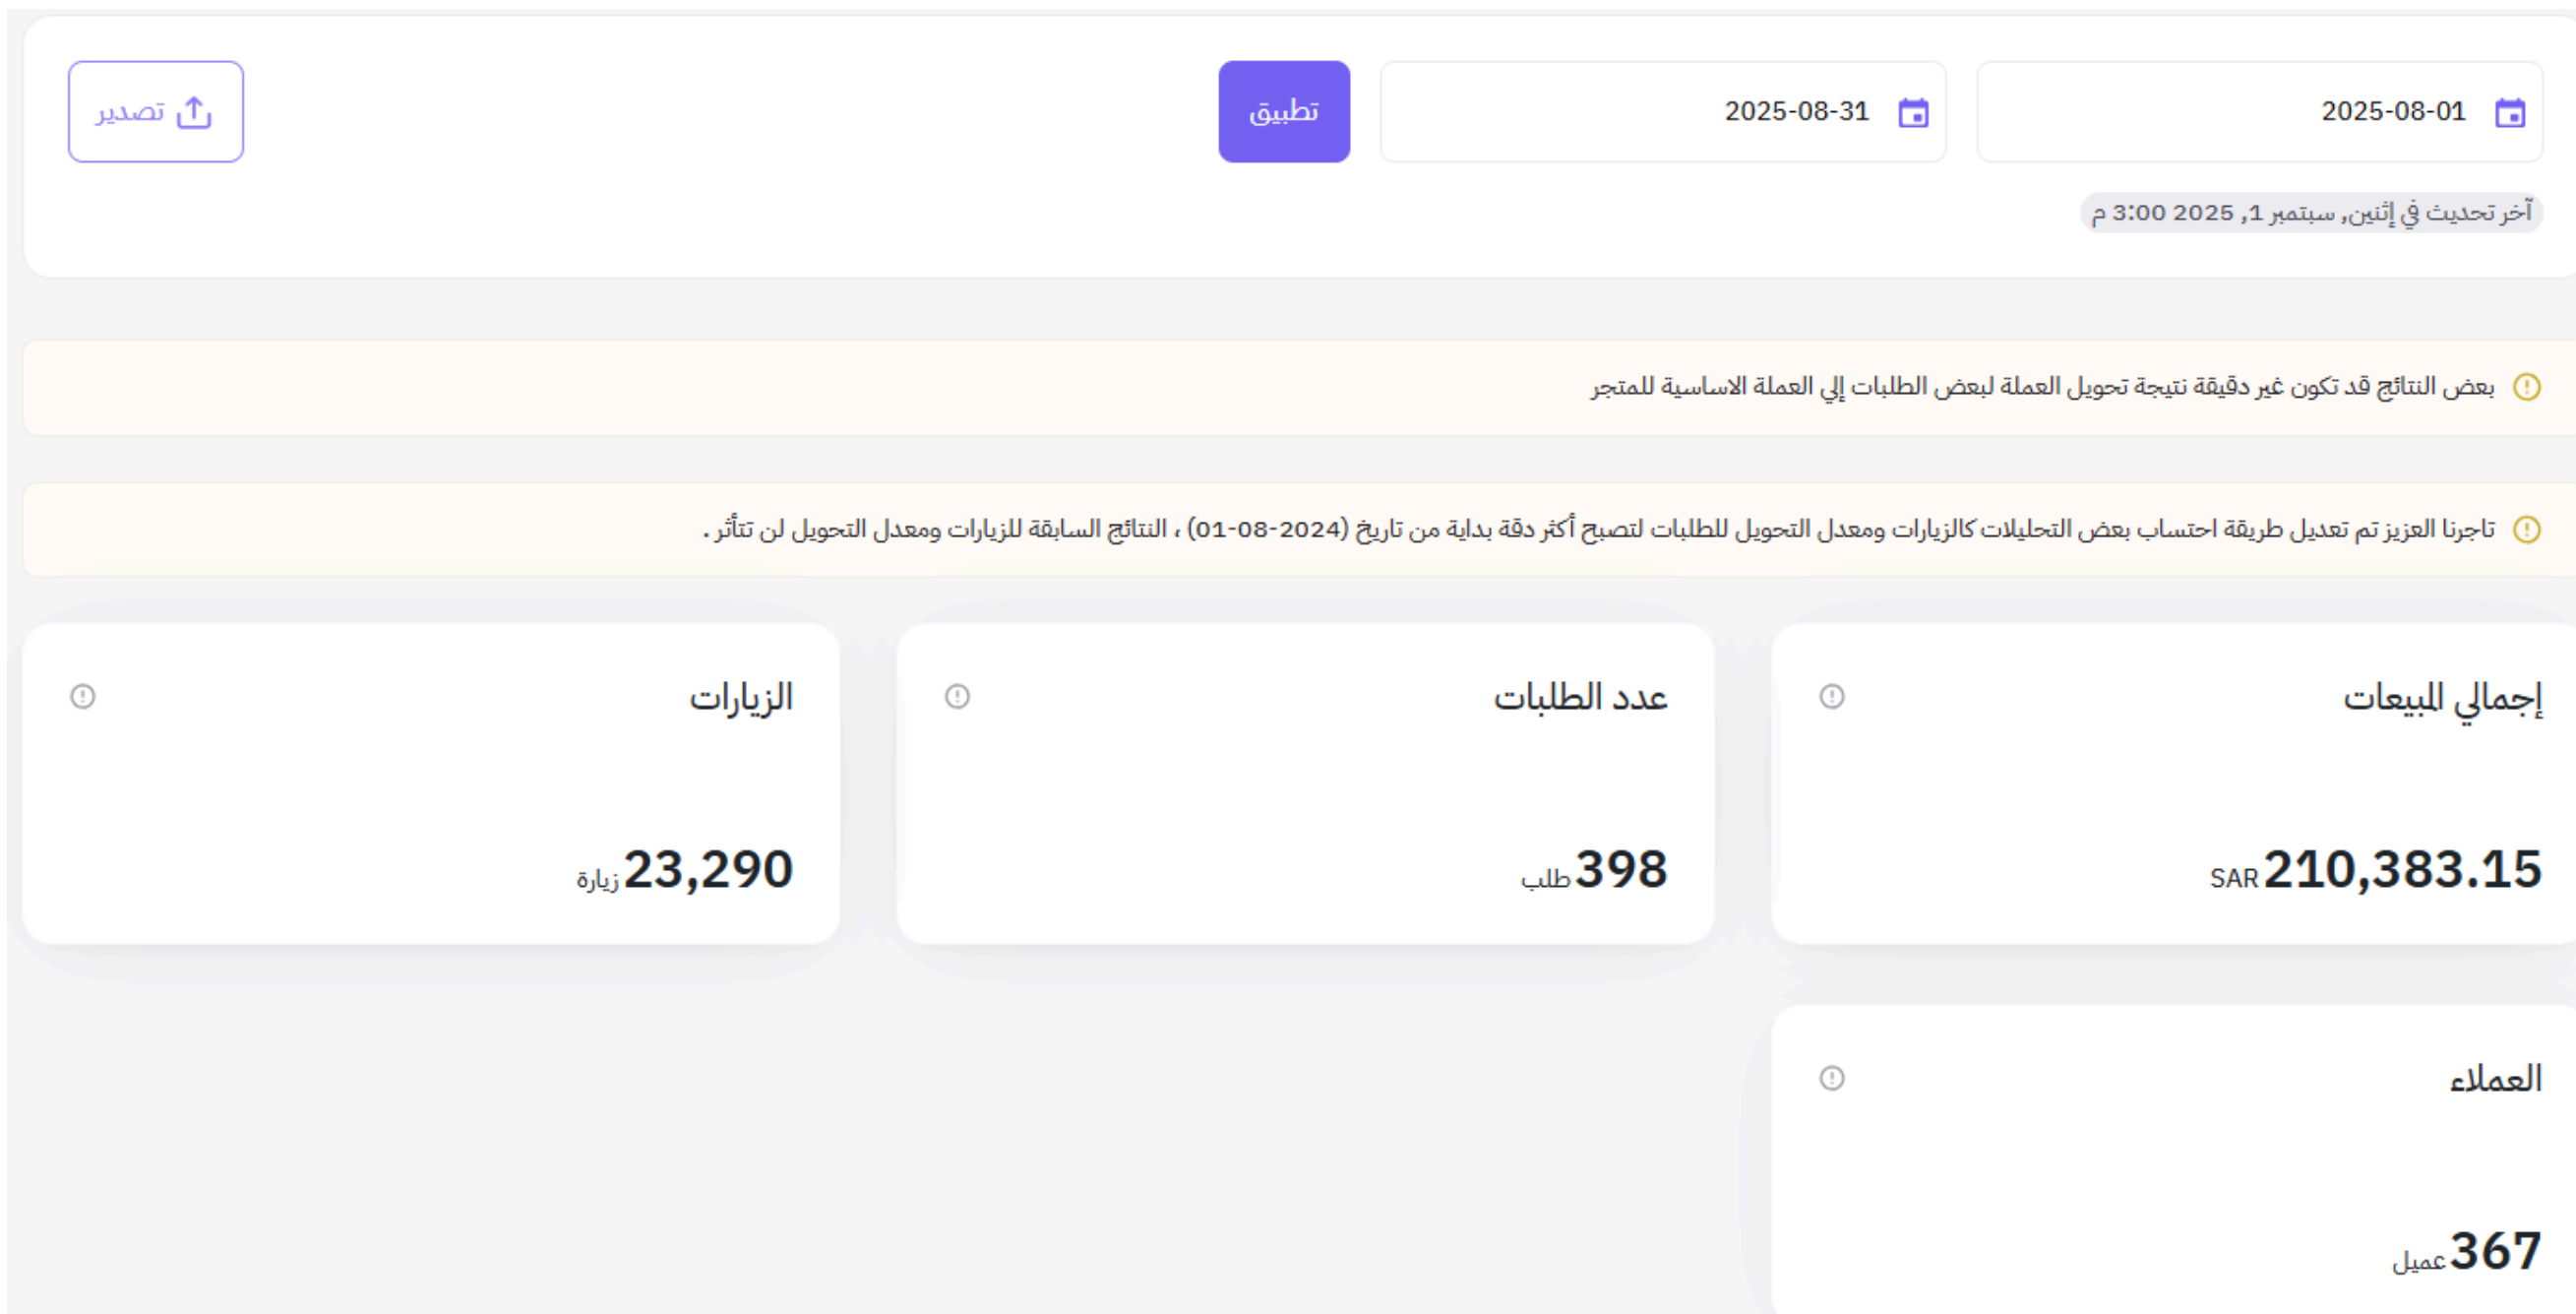 2025-08-01
2025-08-31
تطبيق
تصدير
آخر تحديث في إثنين, سبتمبر 1, 2025 3:00 م
بعض النتائج قد تكون غير دقيقة نتيجة تحويل العملة لبعض الطلبات إلي العملة الاساسية للمتجر
تاجرنا العزيز تم تعديل طريقة احتساب بعض التحليلات كالزيارات ومعدل التحويل للطلبات لتصبح أكثر دقة بداية من تاريخ (2024-08-01) ، النتائج السابقة للزيارات ومعدل التحويل لن تتأثر .
إجمالي المبيعات
210,383.15 SAR
عدد الطلبات
398 طلب
الزيارات
23,290 زيارة
العملاء
367 عميل